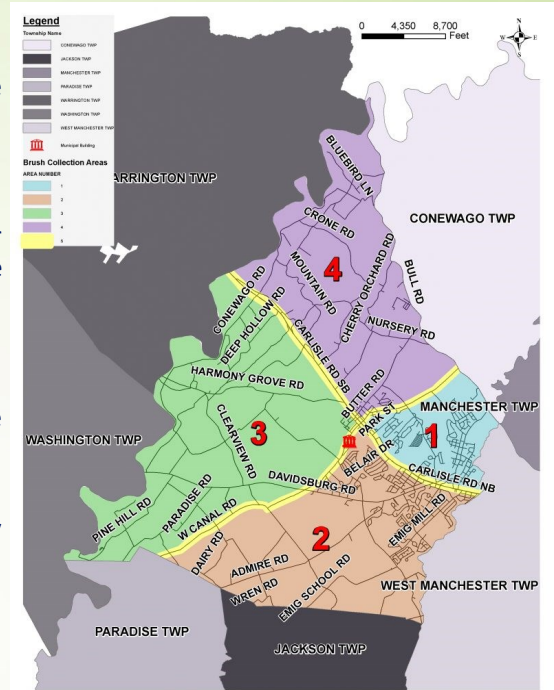 Legend
Township Name
CONEWAGO TWP
JACKSON TWP
MANCHESTER TWP
PARADISE TWP
WARRINGTON TWP
WASHINGTON TWP
WEST MANCHESTER TWP
Municipal Building
Brush Collection Areas
AREA NUMBER
1
2
3
4
5
0 4,350 8,700
Feet
N
W E
S
ARRINGTON TWP
BLUEBIRD LN
CONEWAGO TWP
CRONE RD
4
MOUNTAIN RD
CHERRY ORCHARD RD
BULL RD
CONEWAGO RD
DEEP HOLLOW RD
CARLISLE RD SB
NURSERY RD
HARMONY GROVE RD
BUTTER RD
PARK ST
MANCHESTER TWP
1
3
CLEARVIEW RD
WASHINGTON TWP
BELAIR DR
CARLISLE RD NB
DAVIDSBURG RD
PARADISE RD
PINE HILL RD
W CANAL RD
EMIG MILL RD
2
DAIRY RD
ADMIRE RD
WREN RD
EMIG SCHOOL RD
WEST MANCHESTER TWP
PARADISE TWP
JACKSON TWP